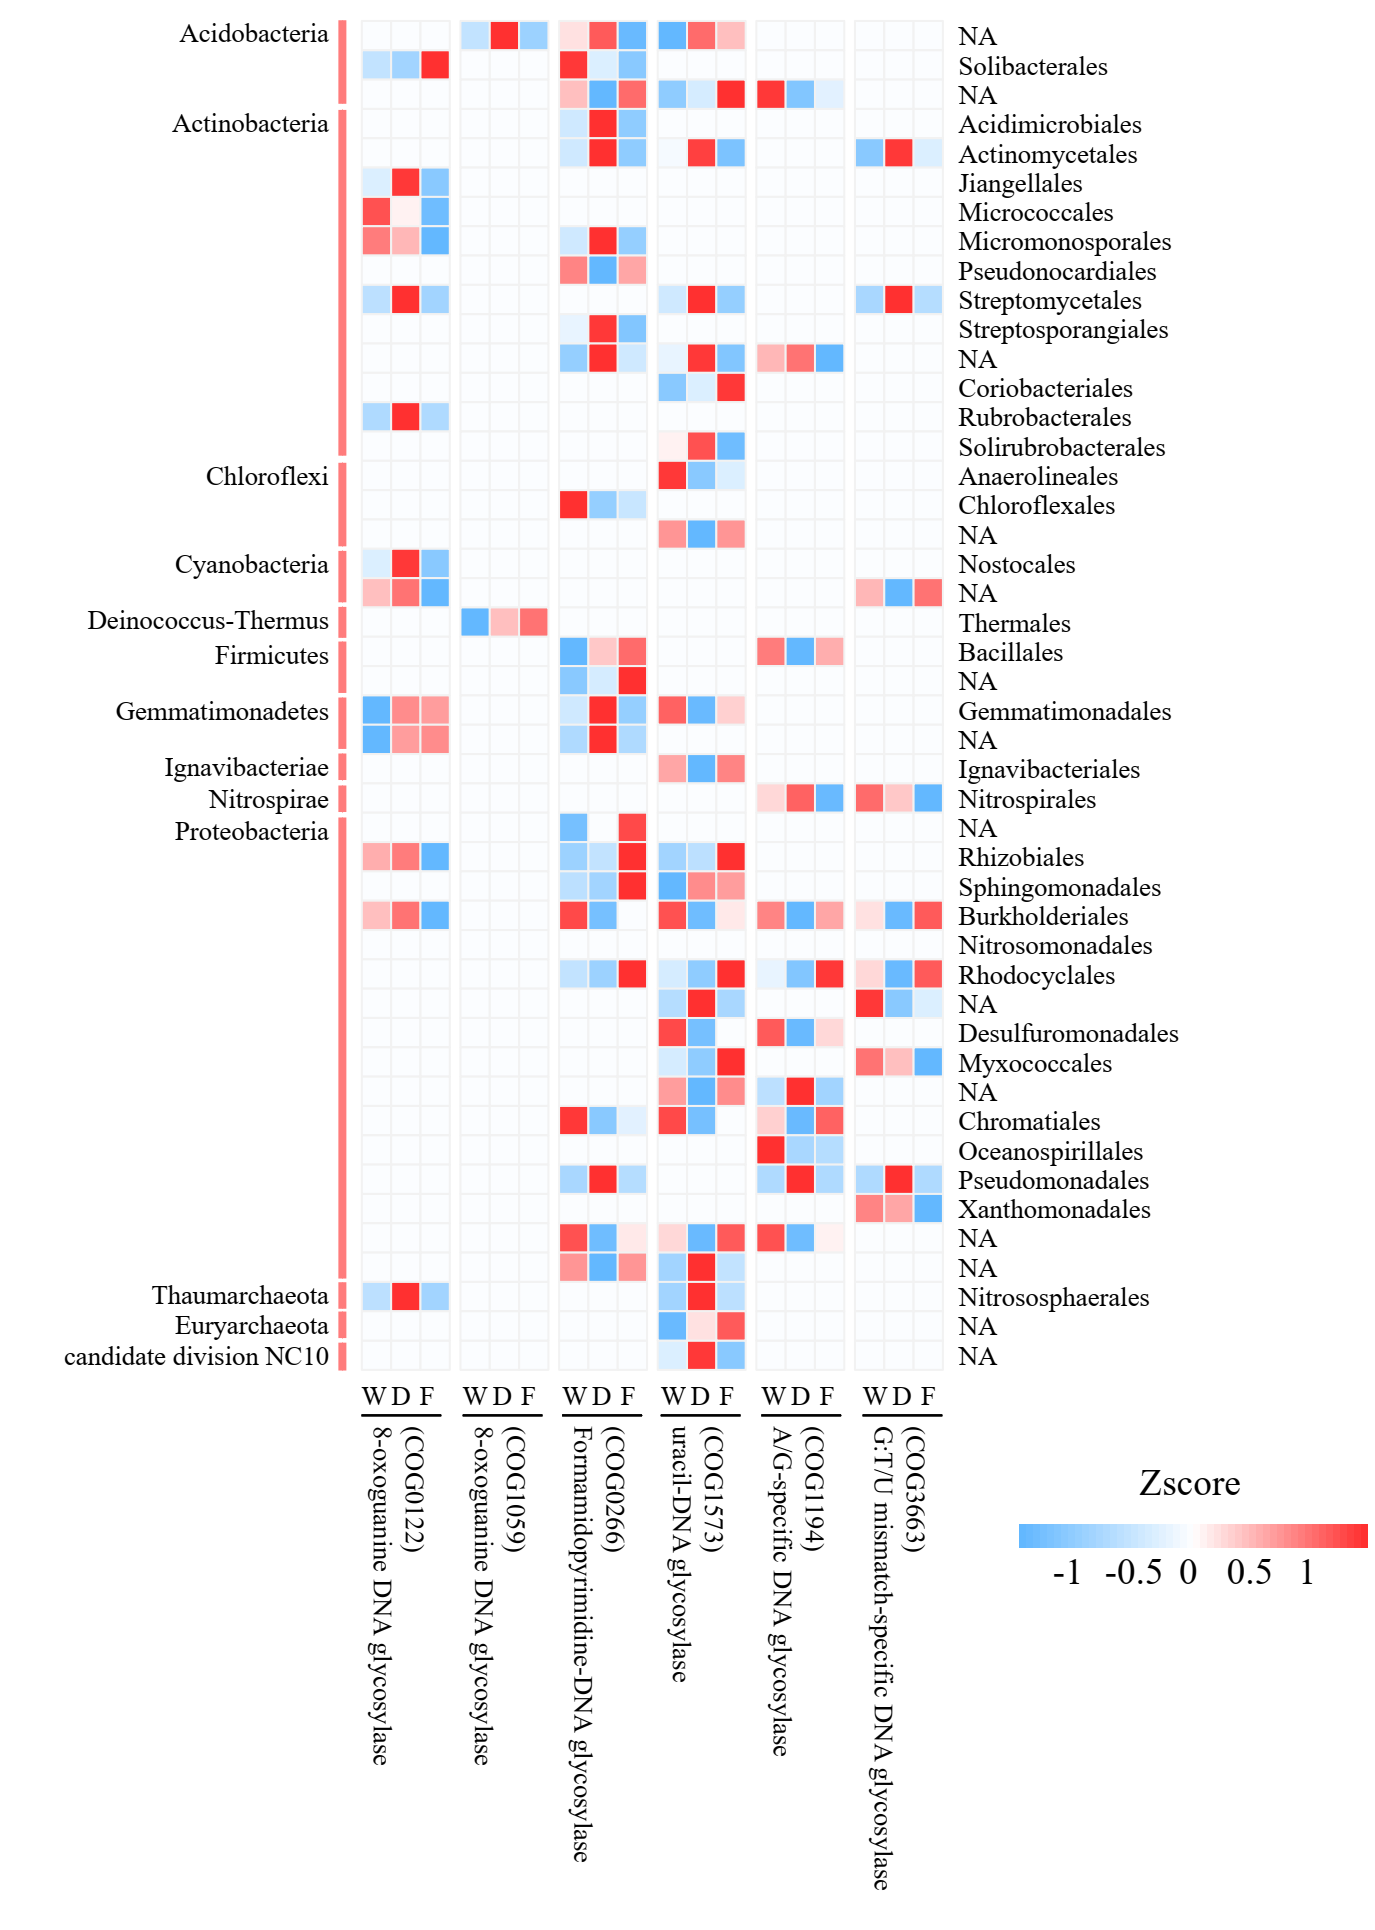 Acidobacteria
Actinobacteria
Chloroflexi
Cyanobacteria
Deinococcus-Thermus
Firmicutes
Gemmatimonadetes
Ignavibacteriae
Nitrospirae
Proteobacteria
Thaumarchaeota
Euryarchaeota
candidate division NC10
NA
Solibacterales
NA
Acidimicrobiales
Actinomycetales
Jiangellales
Micrococcales
Micromonosporales
Pseudonocardiales
Streptomycetales
Streptosporangiales
NA
Coriobacteriales
Rubrobacterales
Solirubrobacterales
Anaerolineales
Chloroflexales
NA
Nostocales
NA
Thermales
Bacillales
NA
Gemmatimonadales
NA
Ignavibacteriales
Nitrospirales
NA
Rhizobiales
Sphingomonadales
Burkholderiales
Nitrosomonadales
Rhodocyclales
NA
Desulfuromonadales
Myxococcales
NA
Chromatiales
Oceanospirillales
Pseudomonadales
Xanthomonadales
NA
NA
Nitrososphaerales
NA
NA
W D F W D F W D F W D F W D F W D F
(COG0122)
8-oxoguanine DNA glycosylase
(COG1059)
8-oxoguanine DNA glycosylase
(COG0266)
Formamidopyrimidine-DNA glycosylase
(COG1573)
uracil-DNA glycosylase
(COG1194)
A/G-specific DNA glycosylase
(COG3663)
G:T/U mismatch-specific DNA glycosylase
Zscore
-1 -0.5 0 0.5 1